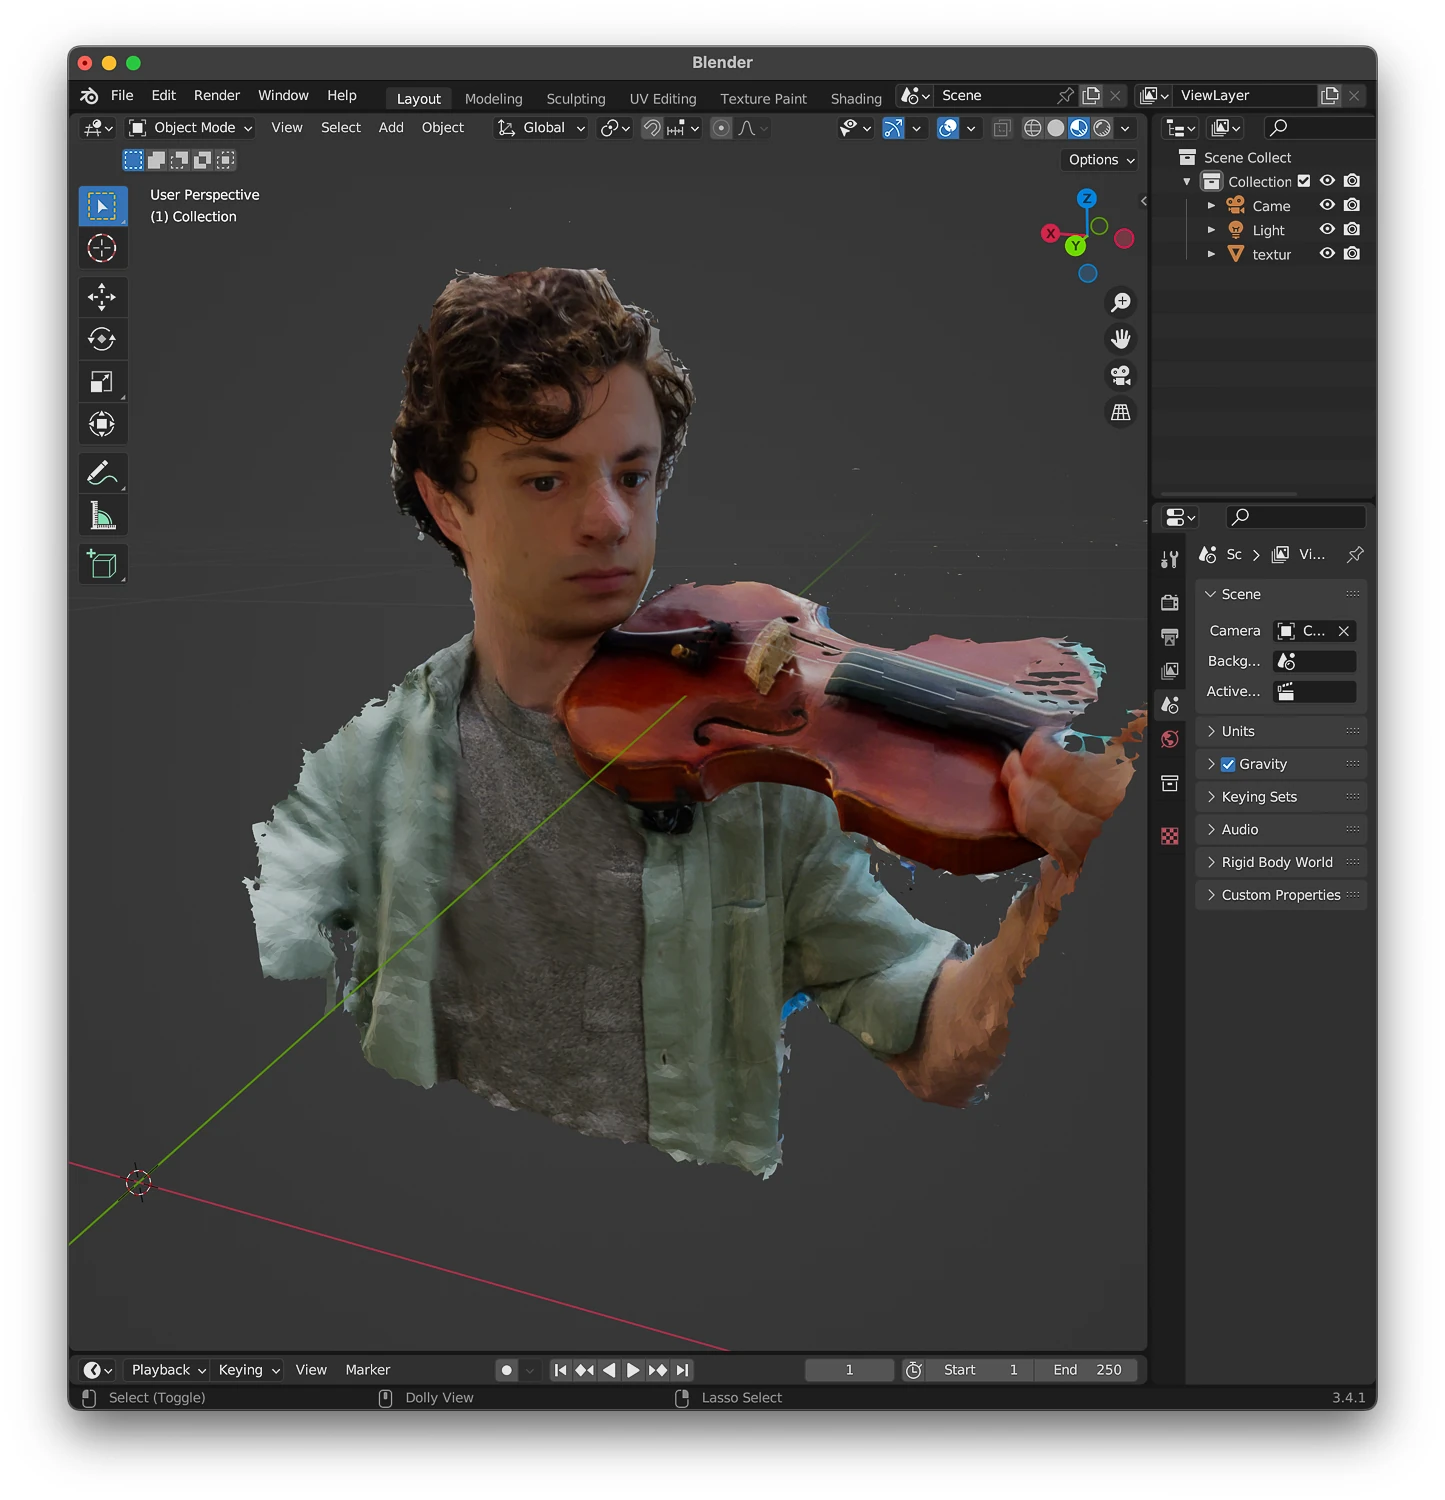 Blender
File Edit Render Window Help Layout Modeling Sculpting UV Editing Texture Paint Shading Scene ViewLayer
Object Mode View Select Add Object Global
Options
User Perspective
(1) Collection
Z
X
Y
Scene Collect
Collection
Came
Light
textur
Sc Vi...
Scene
Camera C...
Backg...
Active...
Units
Gravity
Keying Sets
Audio
Rigid Body World
Custom Properties
Playback Keying View Marker 1 Start 1 End 250
Select (Toggle) Dolly View Lasso Select 3.4.1